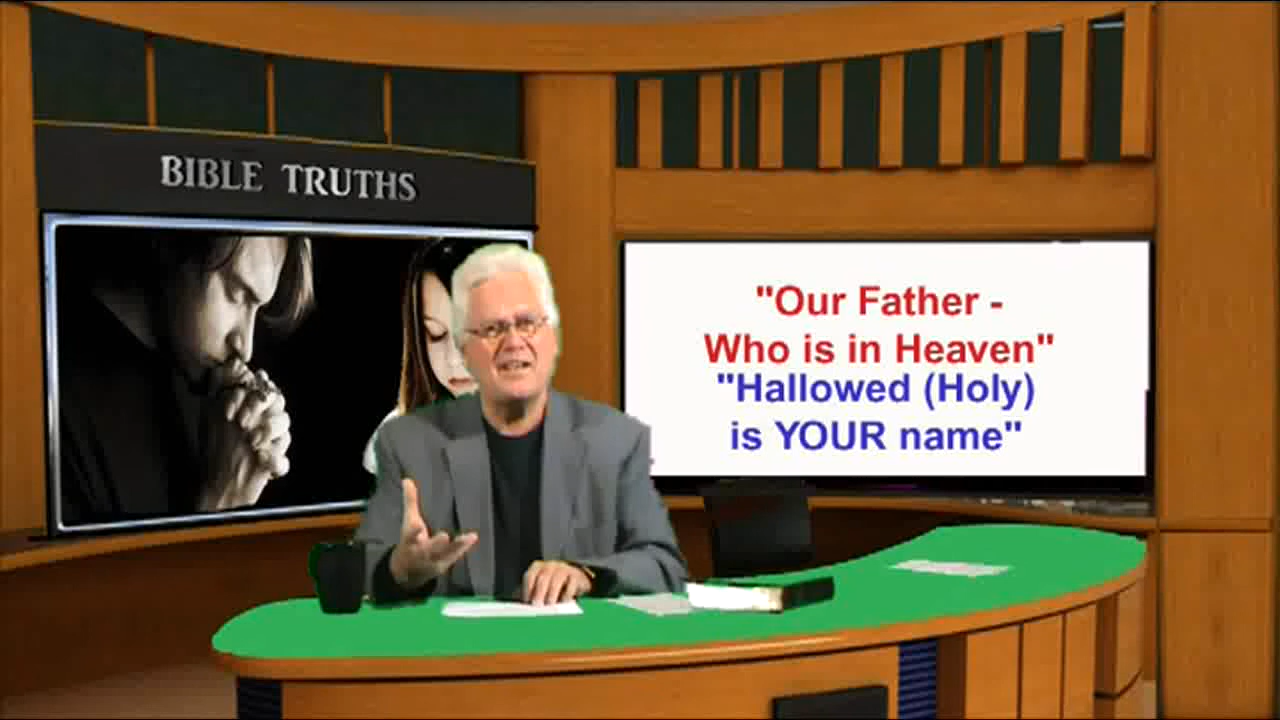 BIBLE TRUTHS
"Our Father -
Who is in Heaven"
"Hallowed (Holy)
is YOUR name"